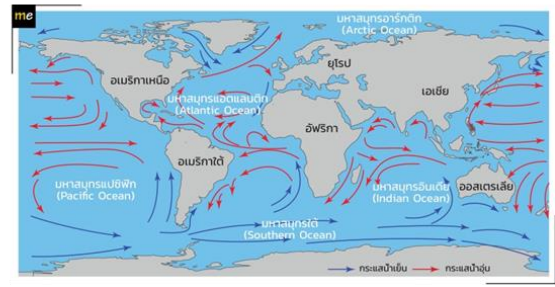 me
มหาสมุทรอาร์กติก
(Arctic Ocean)
ยุโรป
อเมริกาเหนือ
เอเชีย
มหาสมุทรแอตแลนติก
(Atlantic Ocean)
แอฟริกา
อเมริกาใต้
มหาสมุทรแปซิฟิก
(Pacific Ocean)
มหาสมุทรอินเดีย
(Indian Ocean)
ออสเตรเลีย
มหาสมุทรใต้
(Southern Ocean)
กระแสน้ำเย็น
กระแสน้ำอุ่น